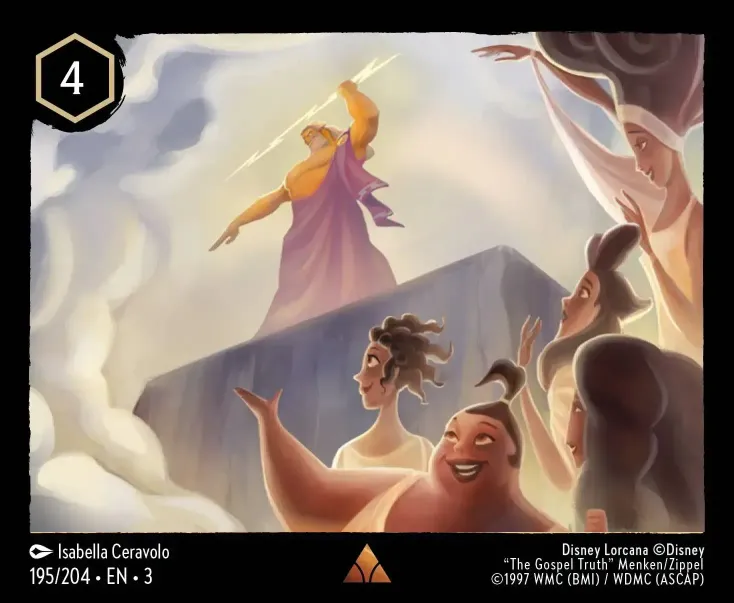 4
Isabella Ceravolo
195/204 • EN • 3
Disney Lorcana ©Disney
“The Gospel Truth” Menken/Zippel
©1997 WMC (BMI) / WDMC (ASCAP)